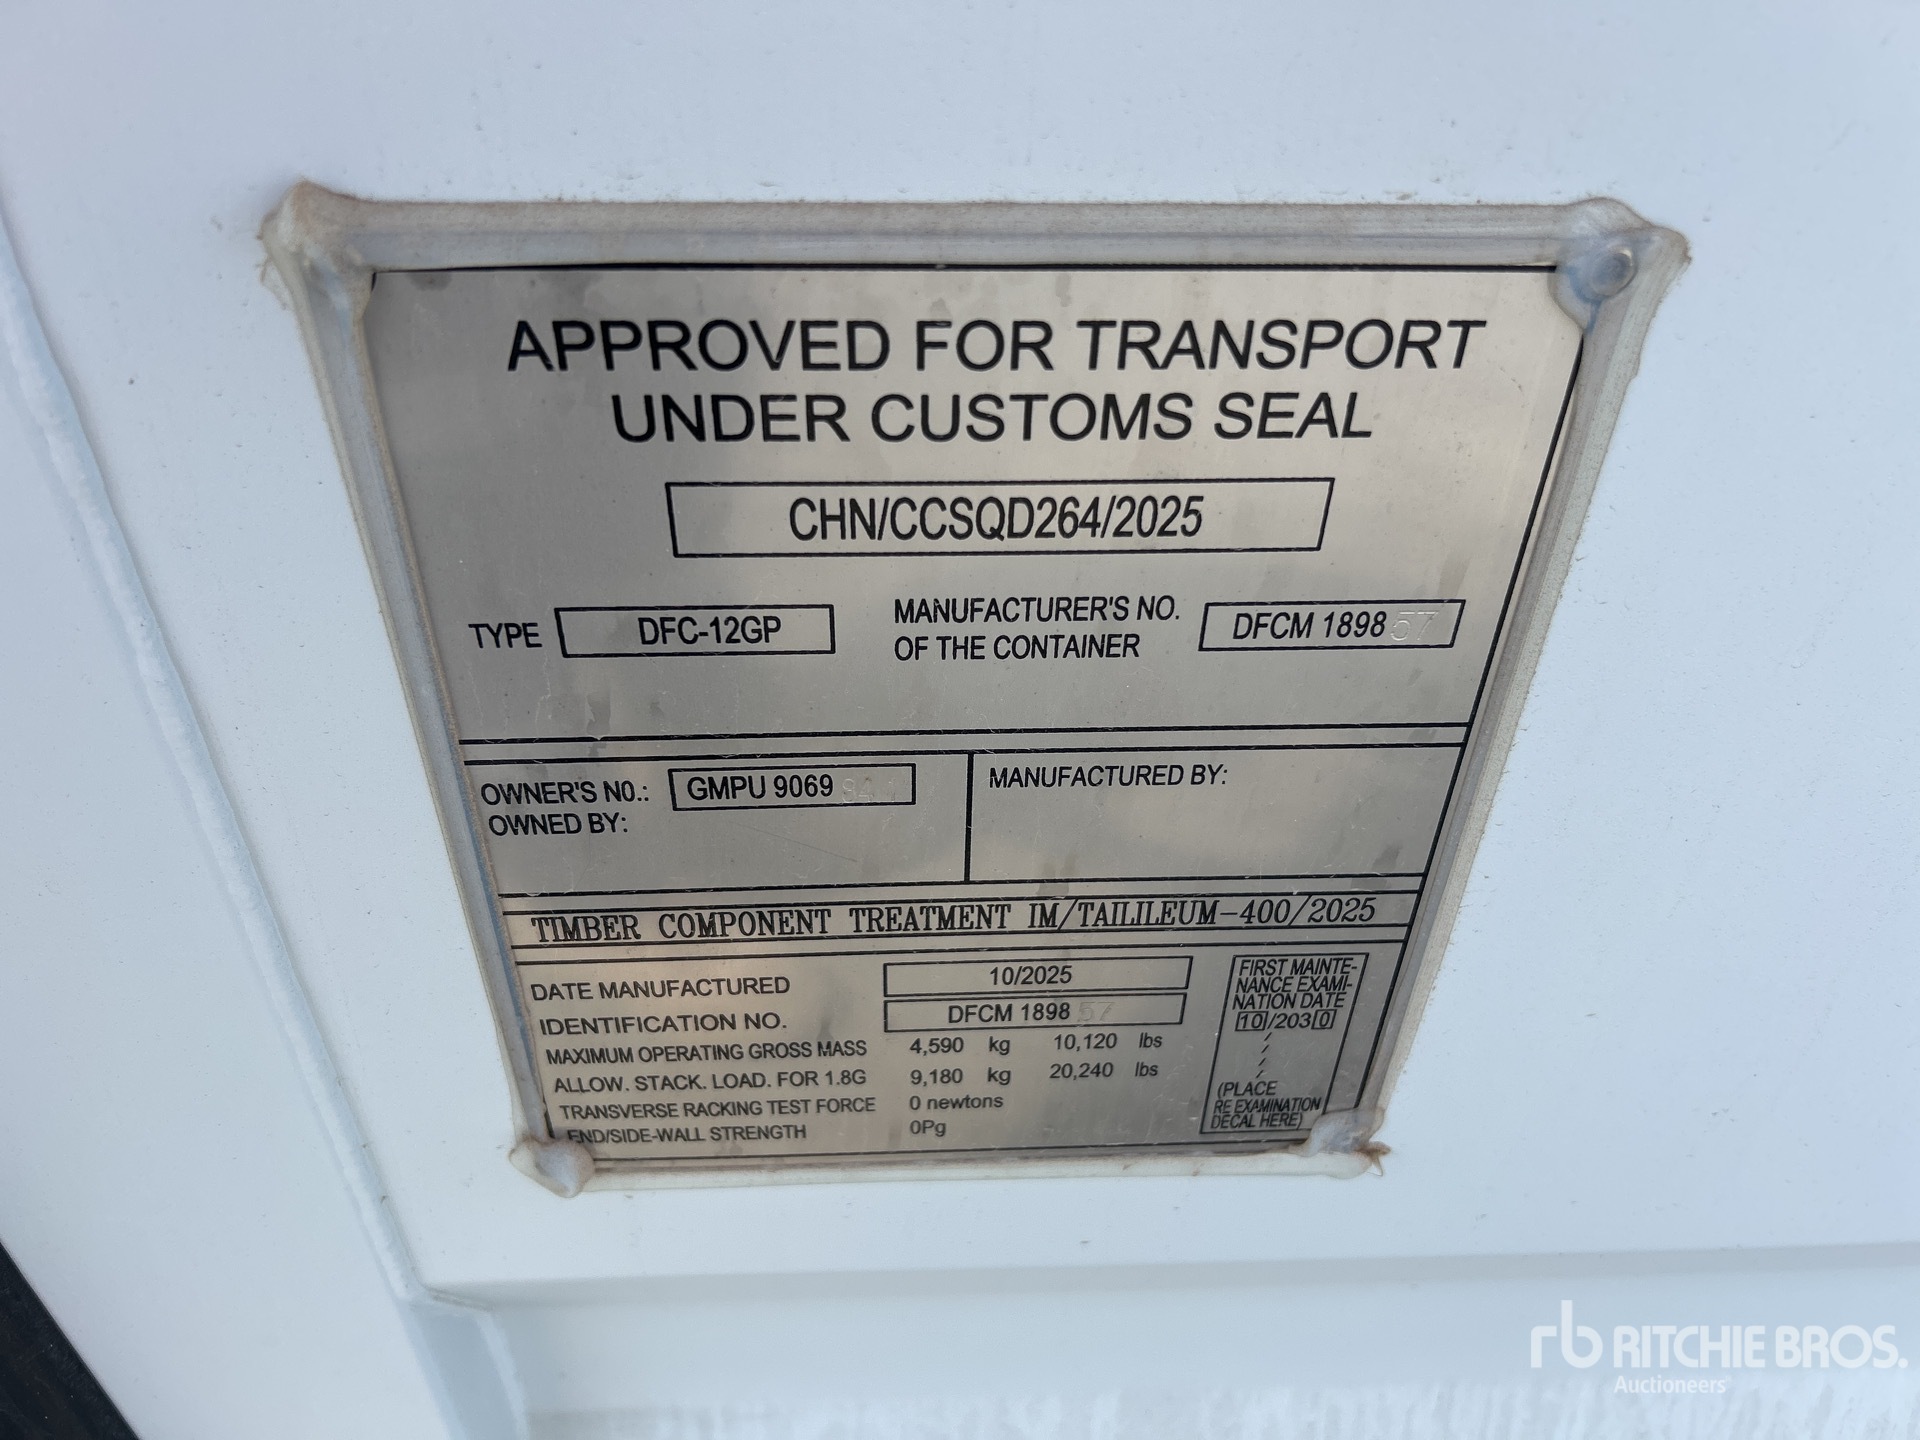 APPROVED FOR TRANSPORT
UNDER CUSTOMS SEAL
CHN/CCSQD264/2025
TYPE DFC-12GP
MANUFACTURER'S NO.
OF THE CONTAINER
DFCM 189857
OWNER'S NO.: GMPU 9069
OWNED BY:
MANUFACTURED BY:
TIMBER COMPONENT TREATMENT IM/TAILILEUM-400/2025
DATE MANUFACTURED 10/2025
IDENTIFICATION NO. DFCM 189857
MAXIMUM OPERATING GROSS MASS 4,590 kg 10,120 lbs
ALLOW. STACK. LOAD. FOR 1.8G 9,180 kg 20,240 lbs
TRANSVERSE RACKING TEST FORCE 0 newtons
END/SIDE-WALL STRENGTH 0Pg
FIRST MAINTE-
NANCE EXAMI-
NATION DATE
10/2030
(PLACE
RE EXAMINATION
DECAL HERE)
rb RITCHIE BROS.
Auctioneers